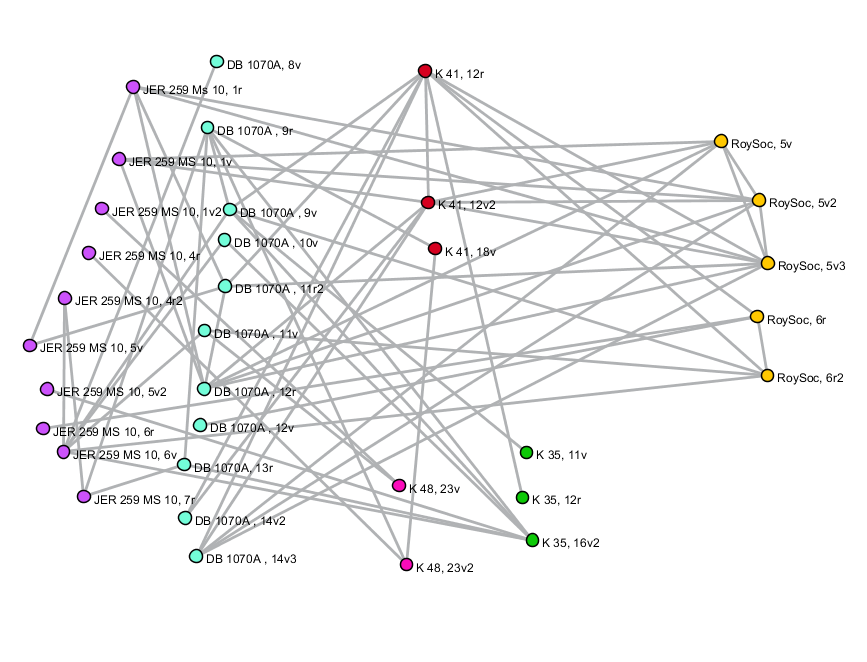 DB 1070A, 8v
K 41, 12r
JER 259 Ms 10, 1r
DB 1070A , 9r
RoySoc, 5v
JER 259 MS 10, 1v
RoySoc, 5v2
K 41, 12v2
JER 259 MS 10, 1v2
DB 1070A , 9v
DB 1070A , 10v
K 41, 18v
JER 259 MS 10, 4r
RoySoc, 5v3
DB 1070A , 11r2
JER 259 MS 10, 4r2
RoySoc, 6r
DB 1070A , 11v
JER 259 MS 10, 5v
RoySoc, 6r2
JER 259 MS 10, 5v2
DB 1070A , 12r
DB 1070A , 12v
JER 259 MS 10, 6r
JER 259 MS 10, 6v
K 35, 11v
DB 1070A, 13r
K 48, 23v
JER 259 MS 10, 7r
K 35, 12r
DB 1070A , 14v2
K 35, 16v2
DB 1070A , 14v3
K 48, 23v2